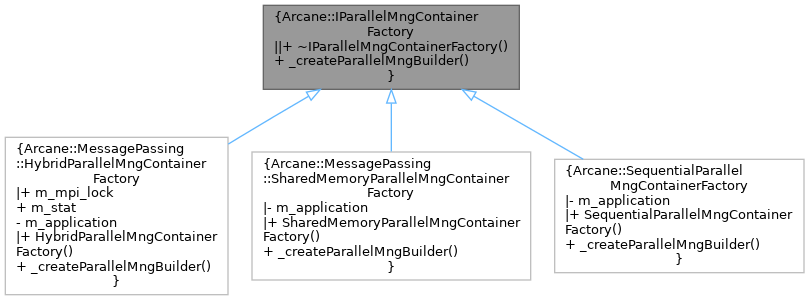 {Arcane::IParallelMngContainer
Factory
||+ ~IParallelMngContainerFactory()
+ _createParallelMngBuilder()
}
{Arcane::MessagePassing
::HybridParallelMngContainer
Factory
|+ m_mpi_lock
+ m_stat
- m_application
|+ HybridParallelMngContainer
Factory()
+ _createParallelMngBuilder()
}
{Arcane::MessagePassing
::SharedMemoryParallelMngContainer
Factory
|- m_application
|+ SharedMemoryParallelMngContainer
Factory()
+ _createParallelMngBuilder()
}
{Arcane::SequentialParallel
MngContainerFactory
|- m_application
|+ SequentialParallelMngContainer
Factory()
+ _createParallelMngBuilder()
}